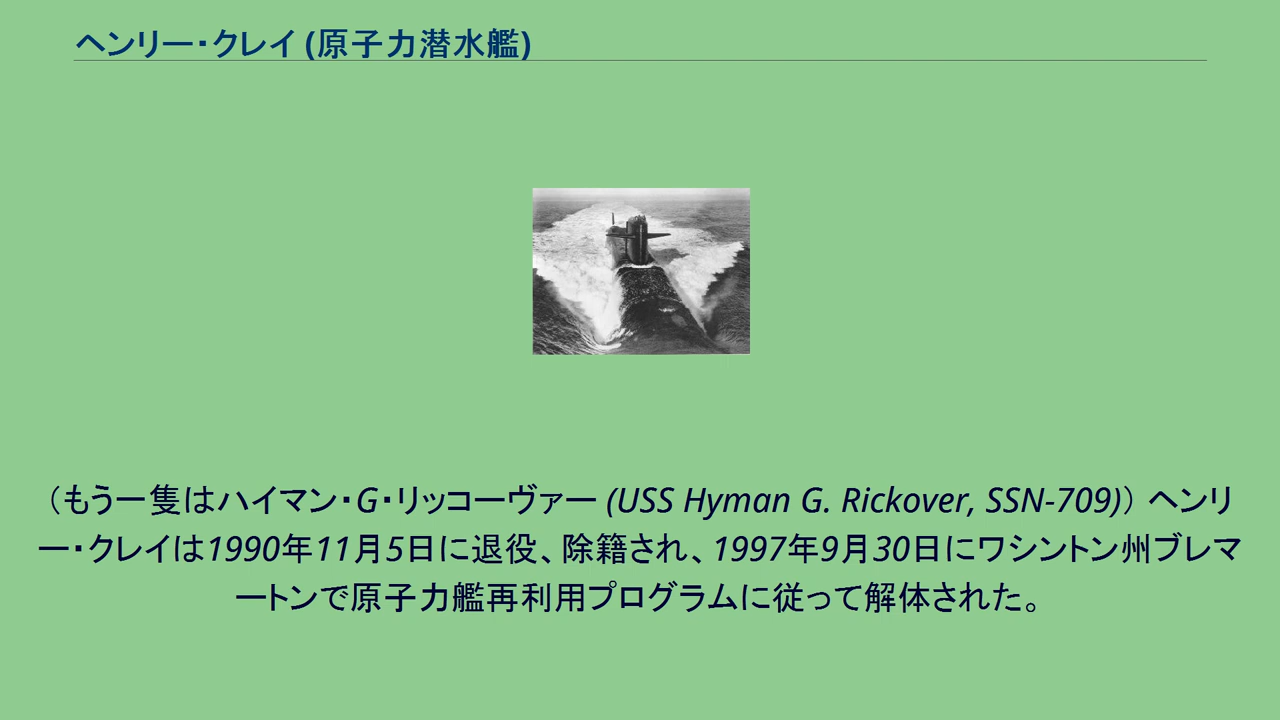 ヘンリー・クレイ (原子力潜水艦)
（もう一隻はハイマン・G・リッコーヴァー (USS Hyman G. Rickover, SSN-709)） ヘンリ
ー・クレイは1990年11月5日に退役、除籍され、1997年9月30日にワシントン州ブレマ
ートンで原子力艦再利用プログラムに従って解体された。